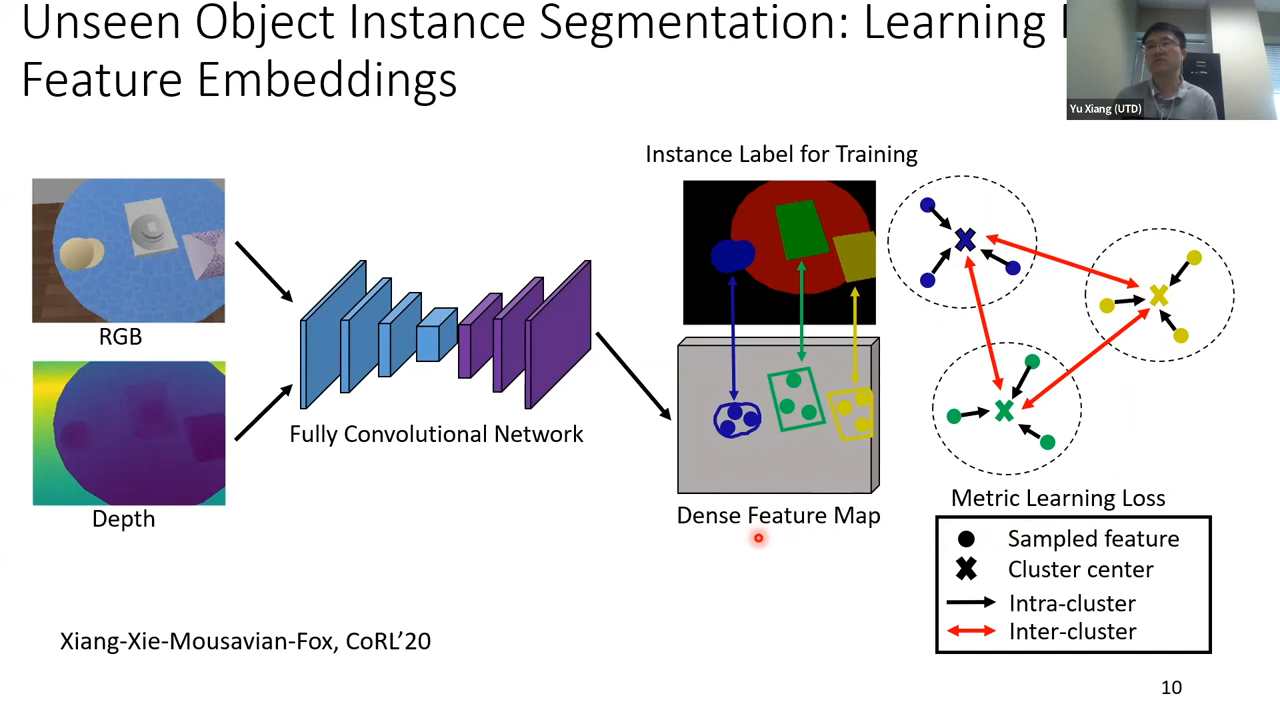 Unseen Object Instance Segmentation: Learning
Feature Embeddings
Yu Xiang (UTD)
Instance Label for Training
RGB
Fully Convolutional Network
Depth
Dense Feature Map
Metric Learning Loss
Sampled feature
Cluster center
Intra-cluster
Inter-cluster
Xiang-Xie-Mousavian-Fox, CoRL’20
10